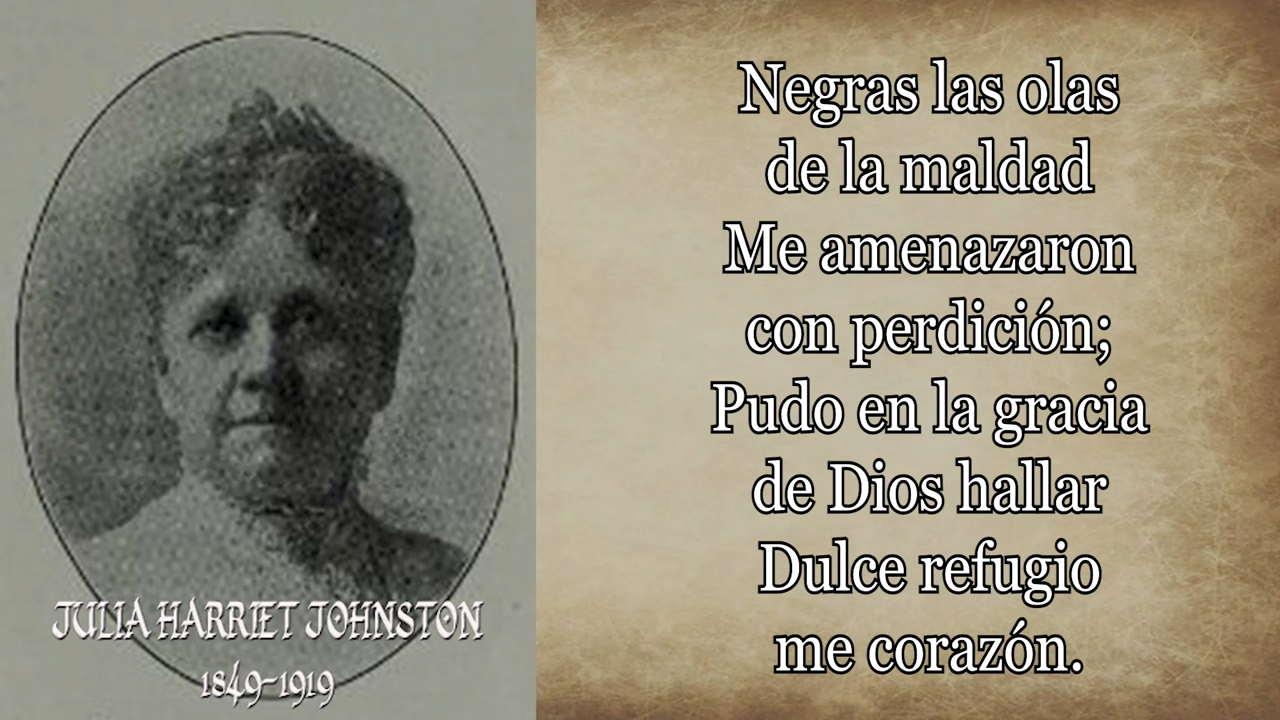 JULIA HARRIET JOHNSTON
1849-1919
Negras las olas
de la maldad
Me amenazaron
con perdición;
Pudo en la gracia
de Dios hallar
Dulce refugio
me corazón.